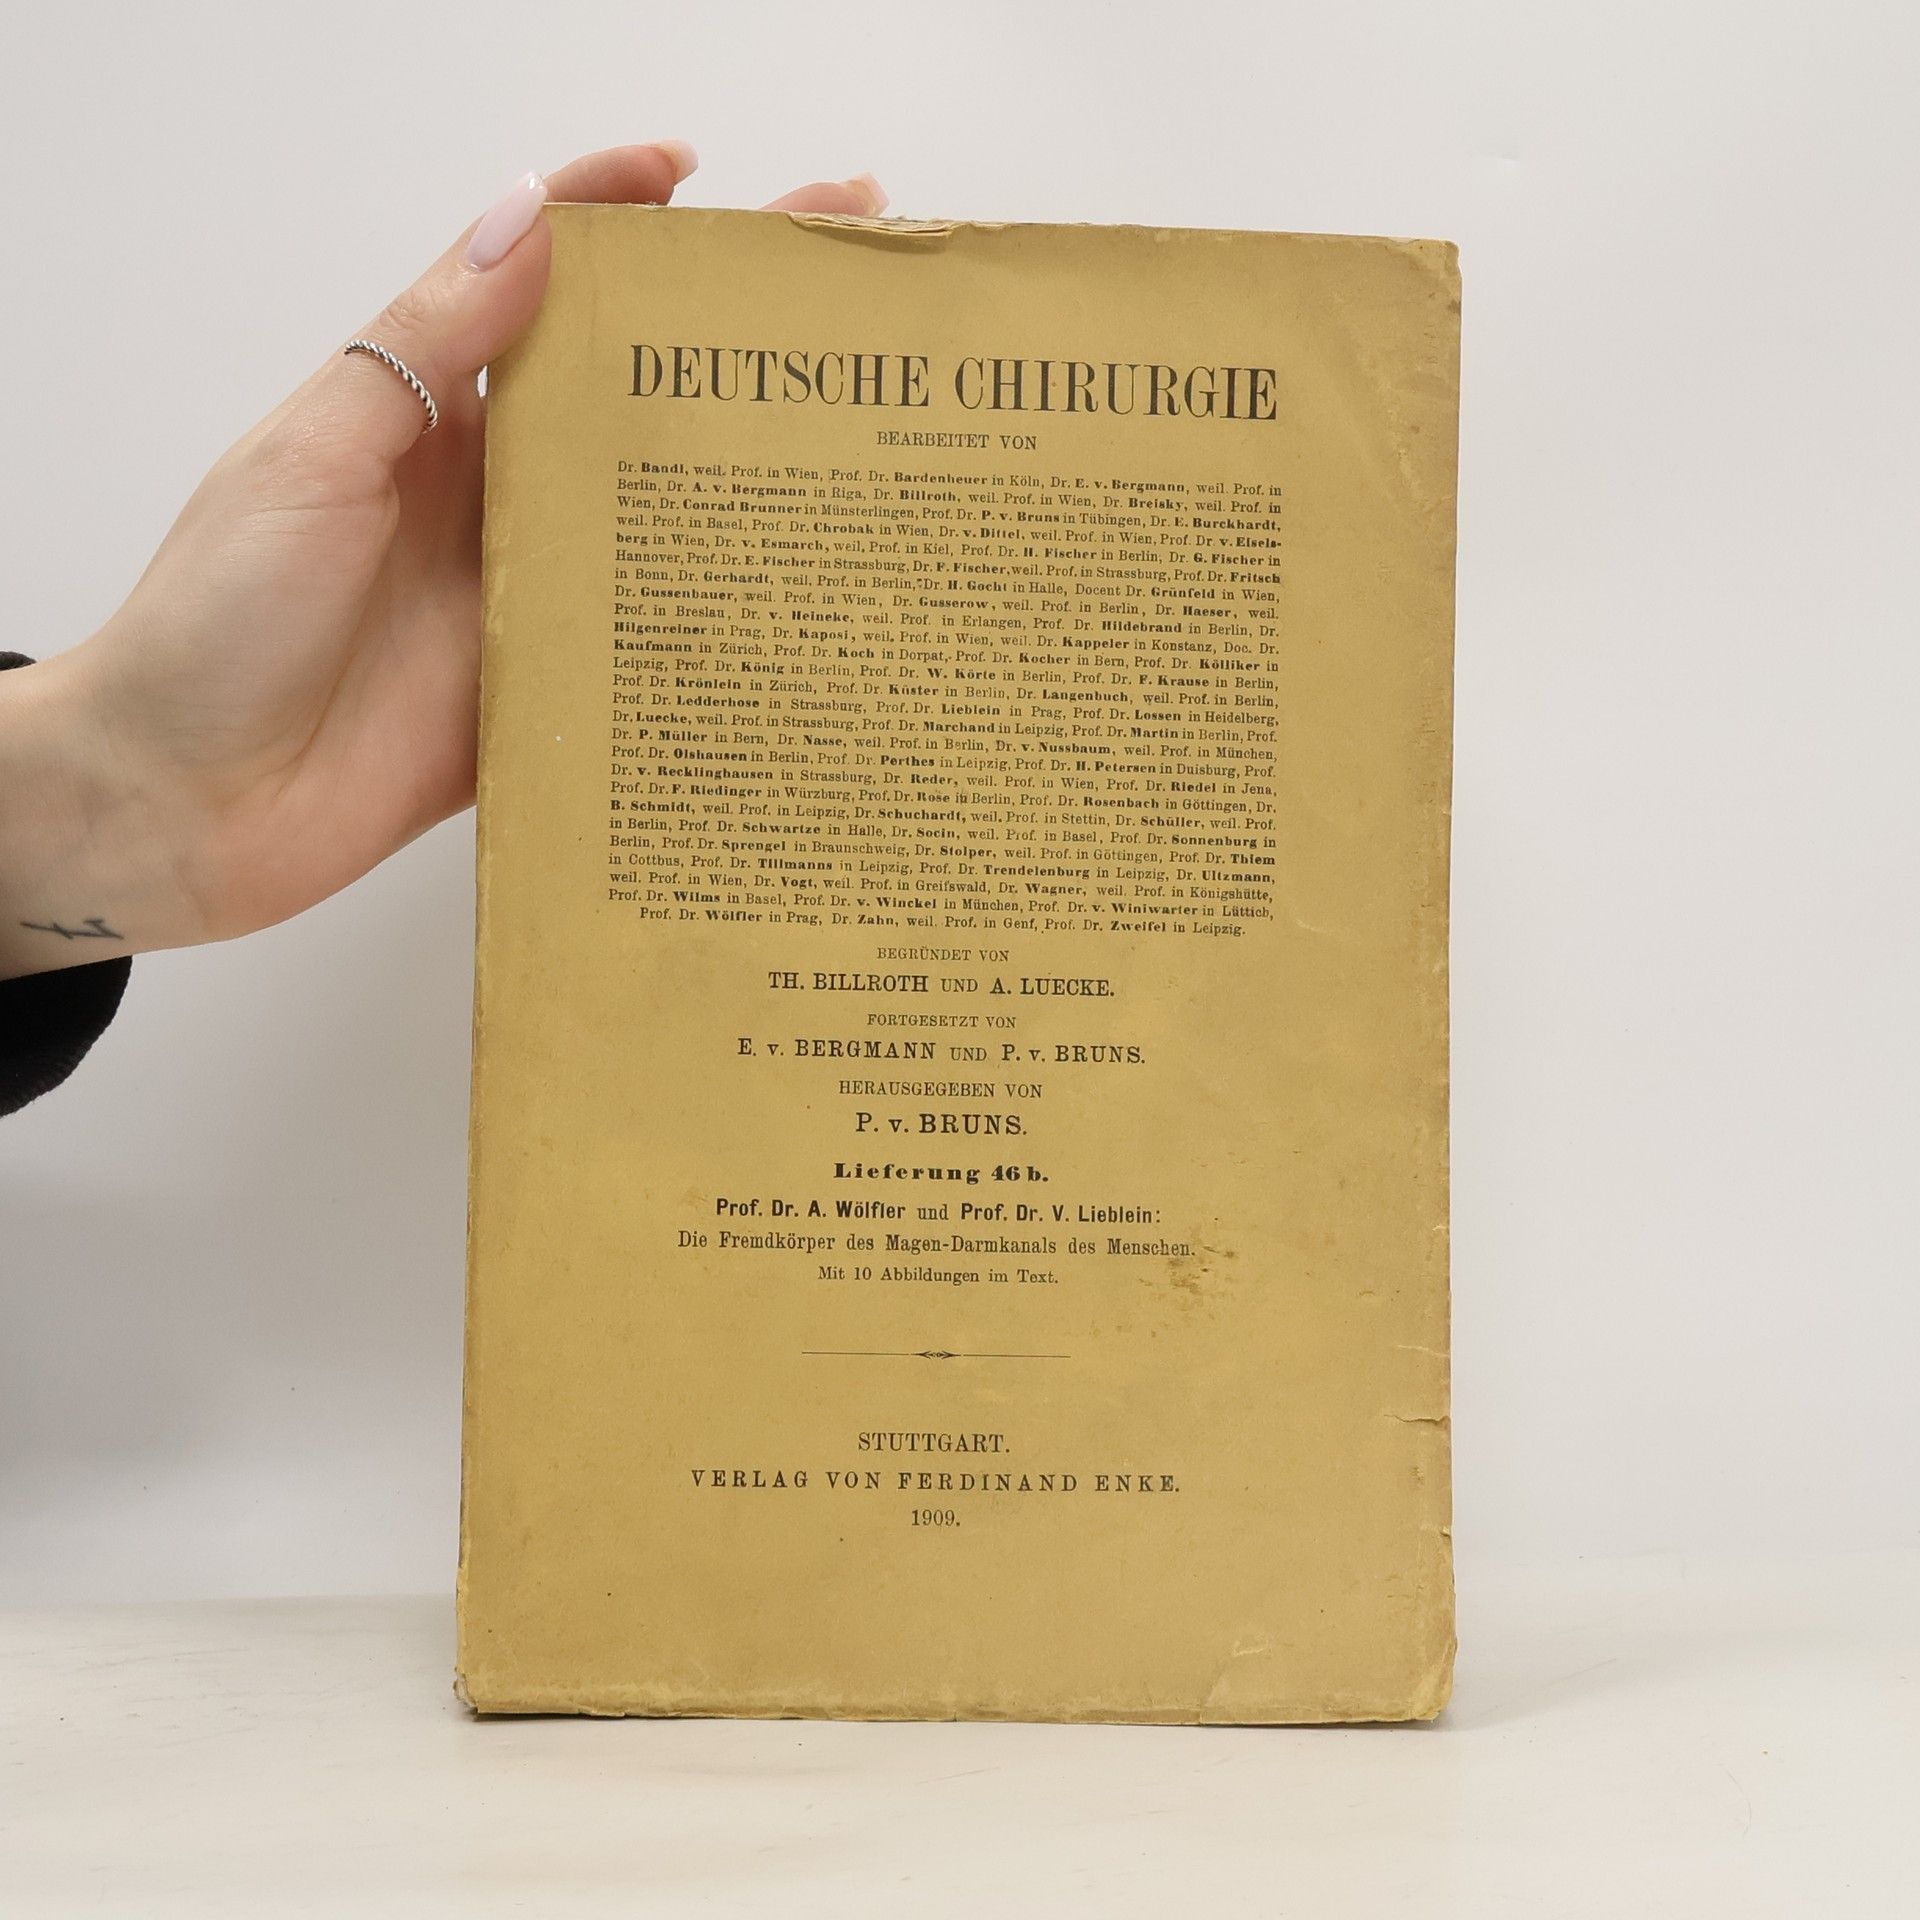 DEUTSCHE CHIRURGIE
BEARBEITET VON
Dr. Bandl, weil. Prof. in Wien, Prof. Dr. Bardenheuer in Köln, Dr. E. v. Bergmann, weil. Prof. in
Berlin, Dr. A. v. Bergmann in Riga, Dr. Billroth, weil. Prof. in Wien, Dr. Breisky, weil. Prof. in
Wien, Dr. Conrad Brunner in Münsterlingen, Prof. Dr. P. v. Bruns in Tübingen, Dr. E. Burckhardt,
weil. Prof. in Basel, Prof. Dr. Chrobak in Wien, Dr. v. Dittel, weil. Prof. in Wien, Prof. Dr. v. Eisels-
berg in Wien, Dr. v. Esmarch, weil. Prof. in Kiel, Prof. Dr. H. Fischer in Berlin, Dr. G. Fischer in
Hannover, Prof. Dr. E. Fischer in Strassburg, Dr. F. Fischer, weil. Prof. in Strassburg, Prof. Dr. Fritsch
in Bonn, Dr. Gerhardt, weil. Prof. in Berlin, Dr. H. Gocht in Halle, Docent Dr. Grünfeld in Wien,
Dr. Gussenbauer, weil. Prof. in Wien, Dr. Gusserow, weil. Prof. in Berlin, Dr. Haeser, weil.
Prof. in Breslau, Dr. v. Heineke, weil. Prof. in Erlangen, Prof. Dr. Hildebrand in Berlin, Dr.
Hilgenreiner in Prag, Dr. Kaposi, weil. Prof. in Wien, weil. Dr. Kappeler in Konstanz, Doc. Dr.
Kaufmann in Zürich, Prof. Dr. Koch in Dorpat, Prof. Dr. Kocher in Bern, Prof. Dr. Kölliker in
Leipzig, Prof. Dr. König in Berlin, Prof. Dr. W. Körte in Berlin, Prof. Dr. F. Krause in Berlin,
Prof. Dr. Krönlein in Zürich, Prof. Dr. Küster in Berlin, Dr. Langenbuch, weil. Prof. in Berlin,
Prof. Dr. Ledderhose in Strassburg, Prof. Dr. Lieblein in Prag, Prof. Dr. Lossen in Heidelberg,
Dr. Luecke, weil. Prof. in Strassburg, Prof. Dr. Marchand in Leipzig, Prof. Dr. Martin in Berlin, Prof.
Dr. P. Müller in Bern, Dr. Nasse, weil. Prof. in Berlin, Dr. v. Nussbaum, weil. Prof. in München,
Prof. Dr. Olshausen in Berlin, Prof. Dr. Perthes in Leipzig, Prof. Dr. H. Petersen in Duisburg, Prof.
Dr. v. Recklinghausen in Strassburg, Dr. Reder, weil. Prof. in Wien, Prof. Dr. Riedel in Jena,
Prof. Dr. F. Riedinger in Würzburg, Prof. Dr. Rose in Berlin, Prof. Dr. Rosenbach in Göttingen, Dr.
B. Schmidt, weil. Prof. in Leipzig, Dr. Schuchardt, weil. Prof. in Stettin, Dr. Schüller, weil. Prof.
in Berlin, Prof. Dr. Schwartze in Halle, Dr. Socin, weil. Prof. in Basel, Prof. Dr. Sonnenburg in
Berlin, Prof. Dr. Sprengel in Braunschweig, Dr. Stolper, weil. Prof. in Göttingen, Prof. Dr. Thiem
in Cottbus, Prof. Dr. Tillmanns in Leipzig, Prof. Dr. Trendelenburg in Leipzig, Dr. Ultzmann,
weil. Prof. in Wien, Dr. Vogt, weil. Prof. in Greifswald, Dr. Wagner, weil. Prof. in Königshütte,
Prof. Dr. Wilms in Basel, Prof. Dr. v. Winckel in München, Prof. Dr. v. Winiwarter in Lüttich,
Prof. Dr. Wölfler in Prag, Dr. Zahn, weil. Prof. in Genf, Prof. Dr. Zweifel in Leipzig.
BEGRÜNDET VON
TH. BILLROTH UND A. LUECKE.
FORTGESETZT VON
E. v. BERGMANN UND P. v. BRUNS.
HERAUSGEGEBEN VON
P. v. BRUNS.
Lieferung 46 b.
Prof. Dr. A. Wölfler und Prof. Dr. V. Lieblein:
Die Fremdkörper des Magen-Darmkanals des Menschen.
Mit 10 Abbildungen im Text.
STUTTGART.
VERLAG VON FERDINAND ENKE.
1909.